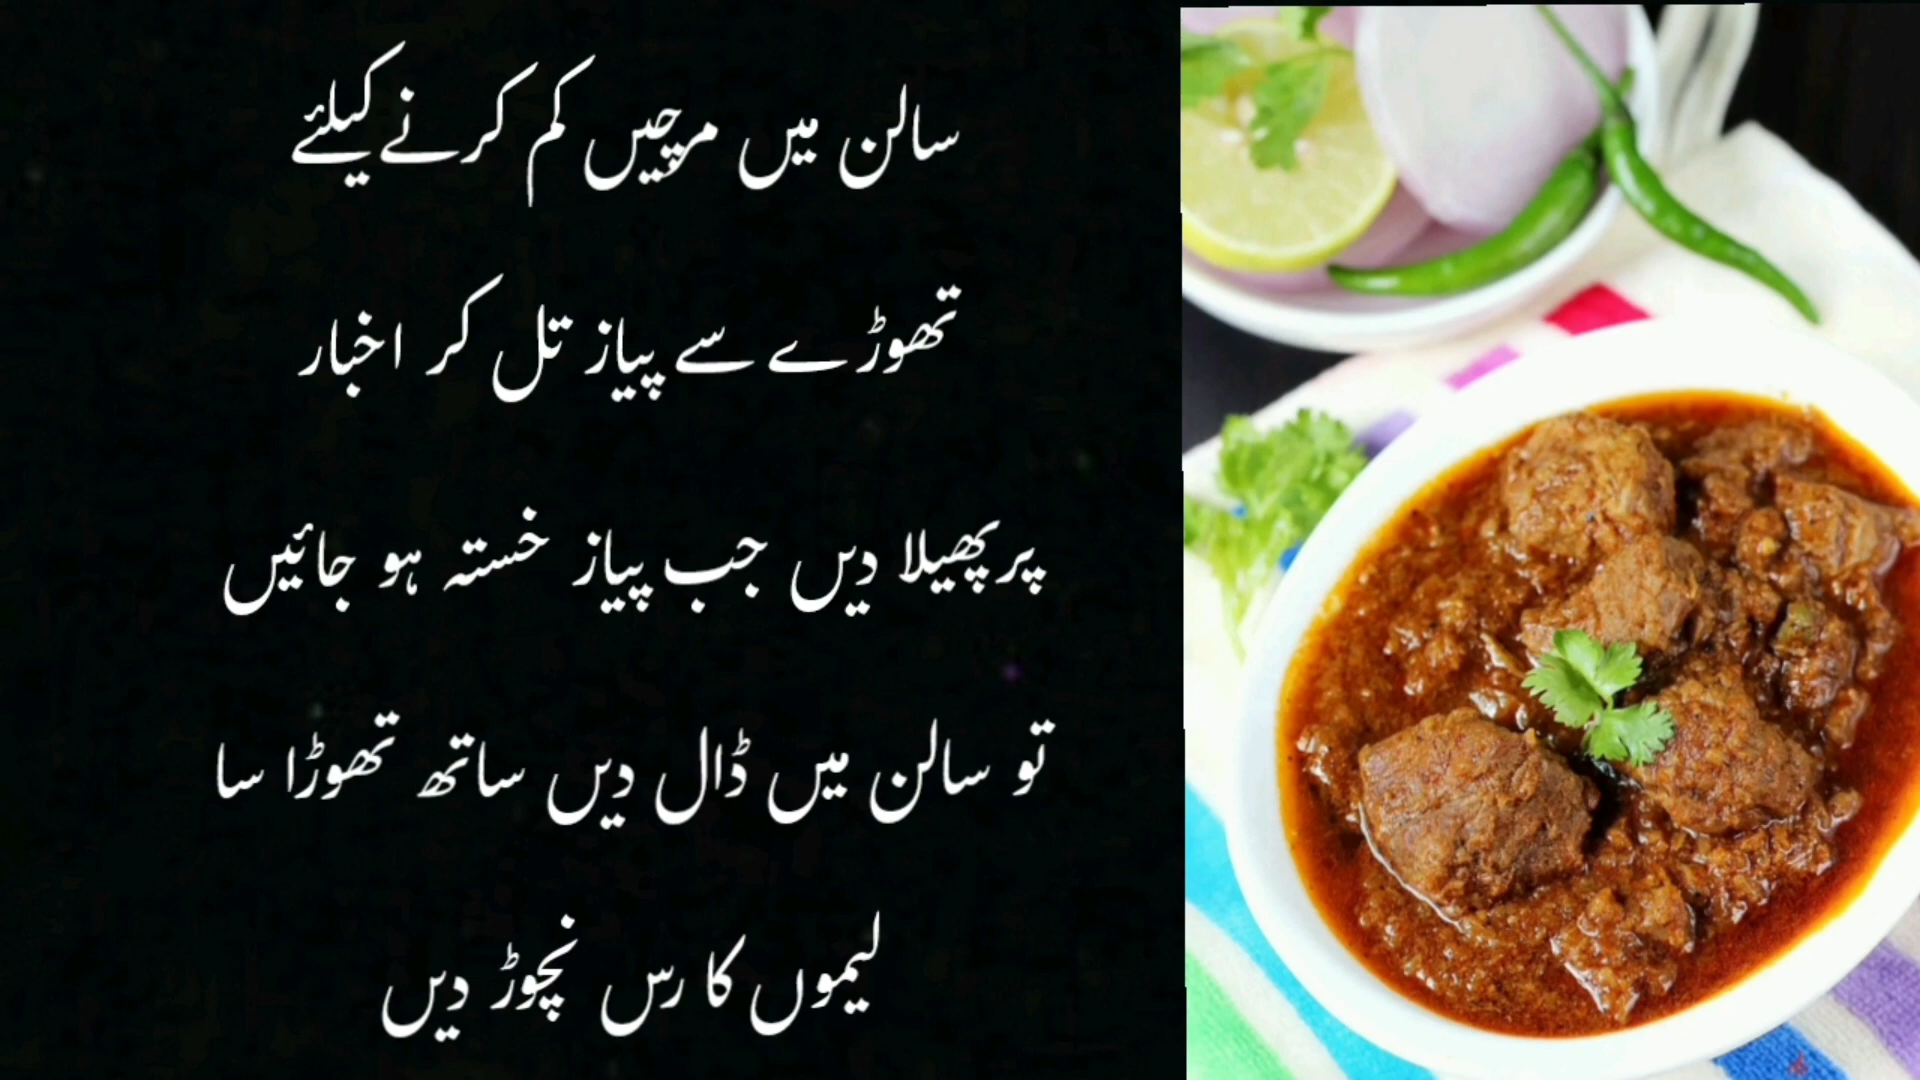 سالن میں مرچیں کم کرنے کیلئے
تھوڑے سے پیاز تل کر اخبار
پر پھیلا دیں جب پیاز خستہ ہو جائیں
تو سالن میں ڈال دیں ساتھ تھوڑا سا
لیموں کا رس نچوڑ دیں